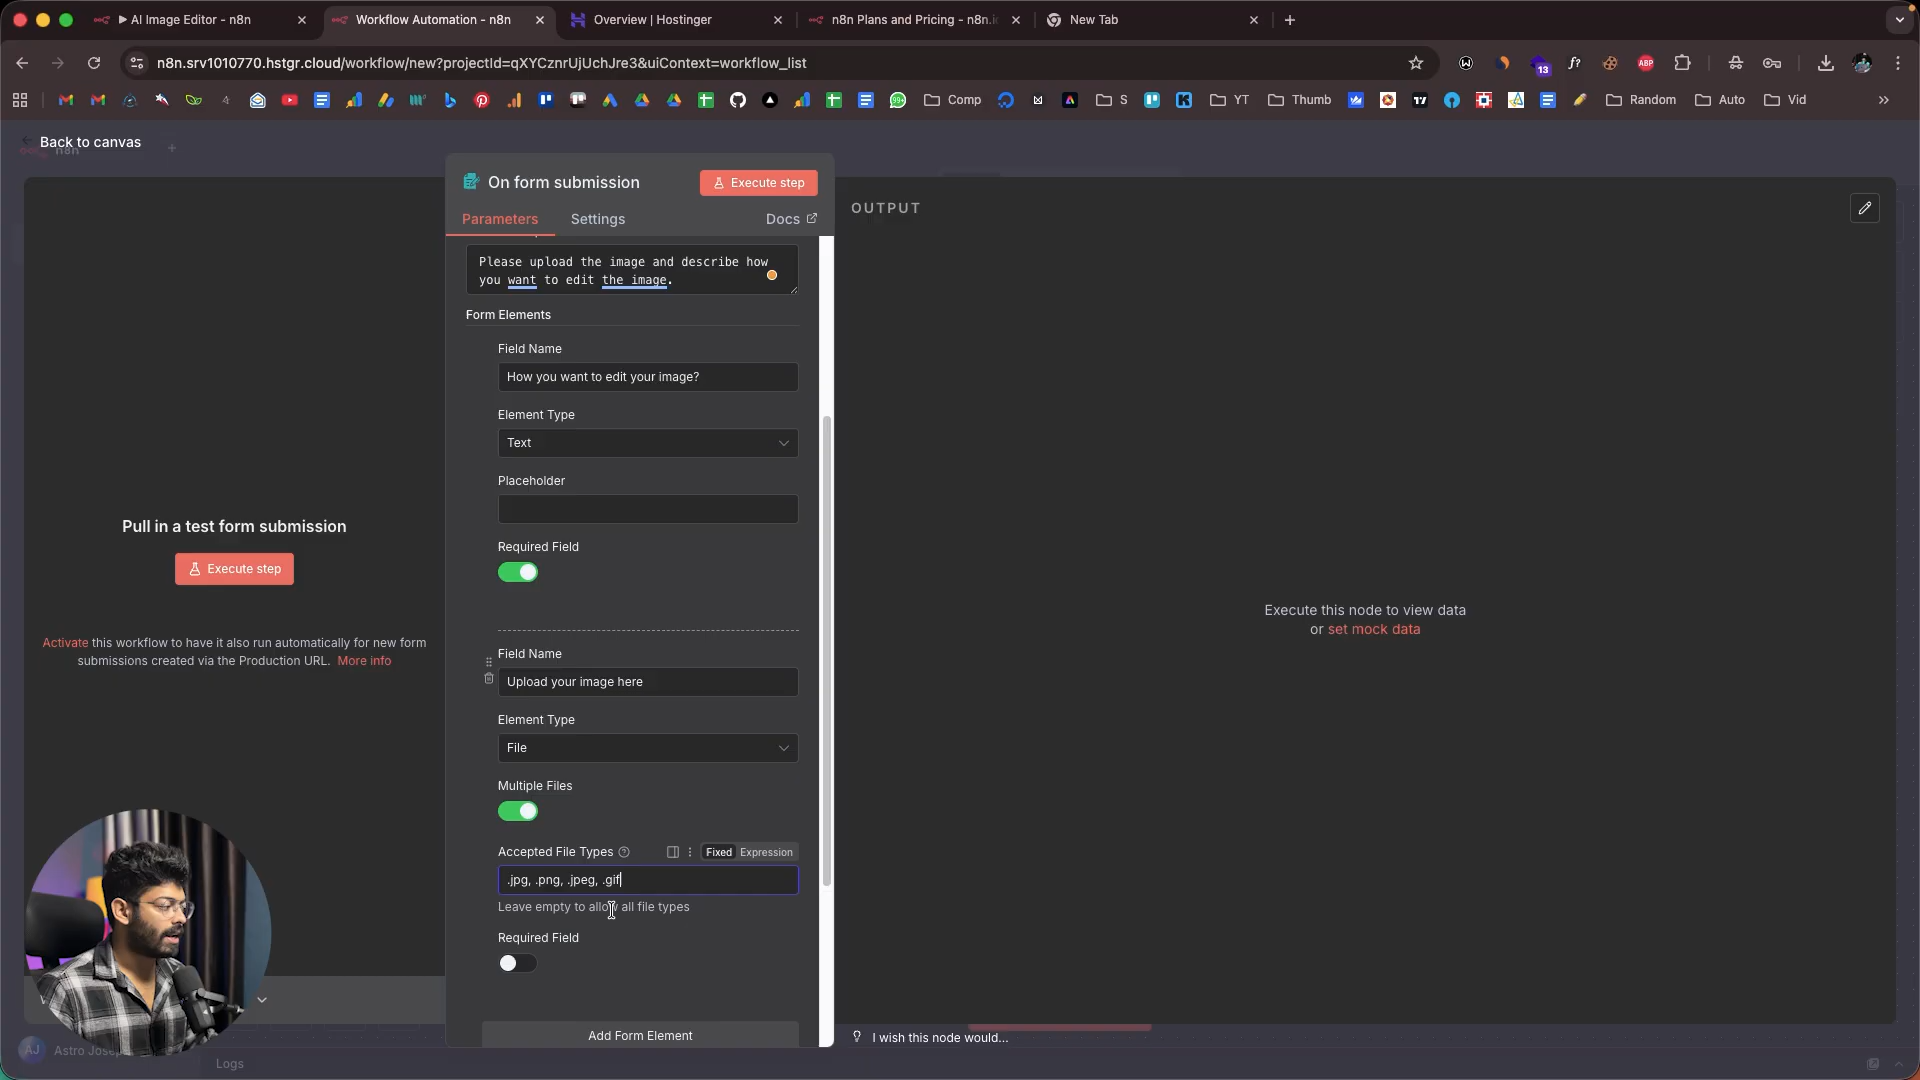 AI Image Editor - n8n
Workflow Automation - n8n
Overview | Hostinger
n8n Plans and Pricing - n8n.i
New Tab
n8n.srv1010770.hstgr.cloud/workflow/new?projectId=qXYCznrUjUchJre3&uiContext=workflow_list
13
f?
ABP
99+
Comp
S
YT
Thumb
Random
Auto
Vid
Back to canvas
n8n
On form submission
Execute step
Parameters
Settings
Docs
OUTPUT
Please upload the image and describe how
you want to edit the image.
Form Elements
Field Name
How you want to edit your image?
Element Type
Text
Placeholder
Required Field
Pull in a test form submission
Execute step
Activate this workflow to have it also run automatically for new form
submissions created via the Production URL. More info
Execute this node to view data
or set mock data
Field Name
Upload your image here
Element Type
File
Multiple Files
Accepted File Types
Fixed
Expression
.jpg, .png, .jpeg, .gif
Leave empty to allow all file types
Required Field
Add Form Element
I wish this node would...
AJ
Astro Josep
Logs